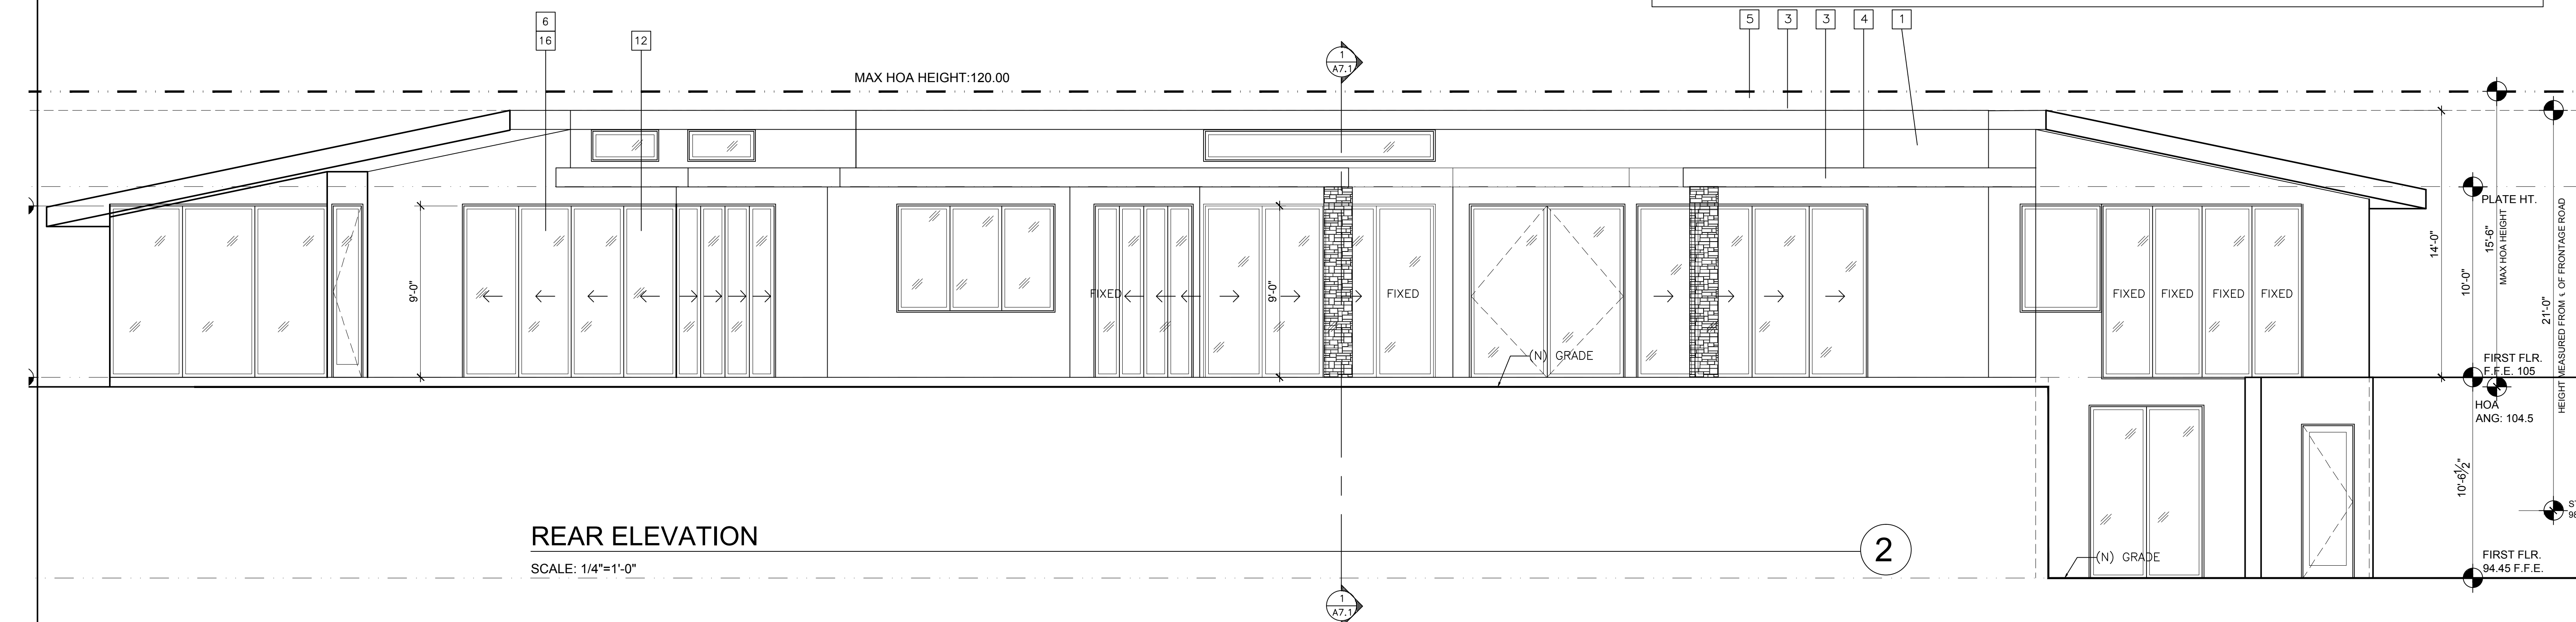 6
16
12
5
3
3
4
1
1
A7.1
MAX HOA HEIGHT:120.00
PLATE HT.
14'-0"
10'-0"
15'-6"
MAX HOA HEIGHT
21'-0"
HEIGHT MEASURED FROM ℄ OF FRONTAGE ROAD
9'-0"
FIXED
9'-0"
FIXED
FIXED
FIXED
FIXED
FIXED
(N) GRADE
FIRST FLR.
F.F.E. 105
HOA
ANG: 104.5
10'-6½"
98
REAR ELEVATION
2
SCALE: 1/4"=1'-0"
(N) GRADE
FIRST FLR.
94.45 F.F.E.
1
A7.1